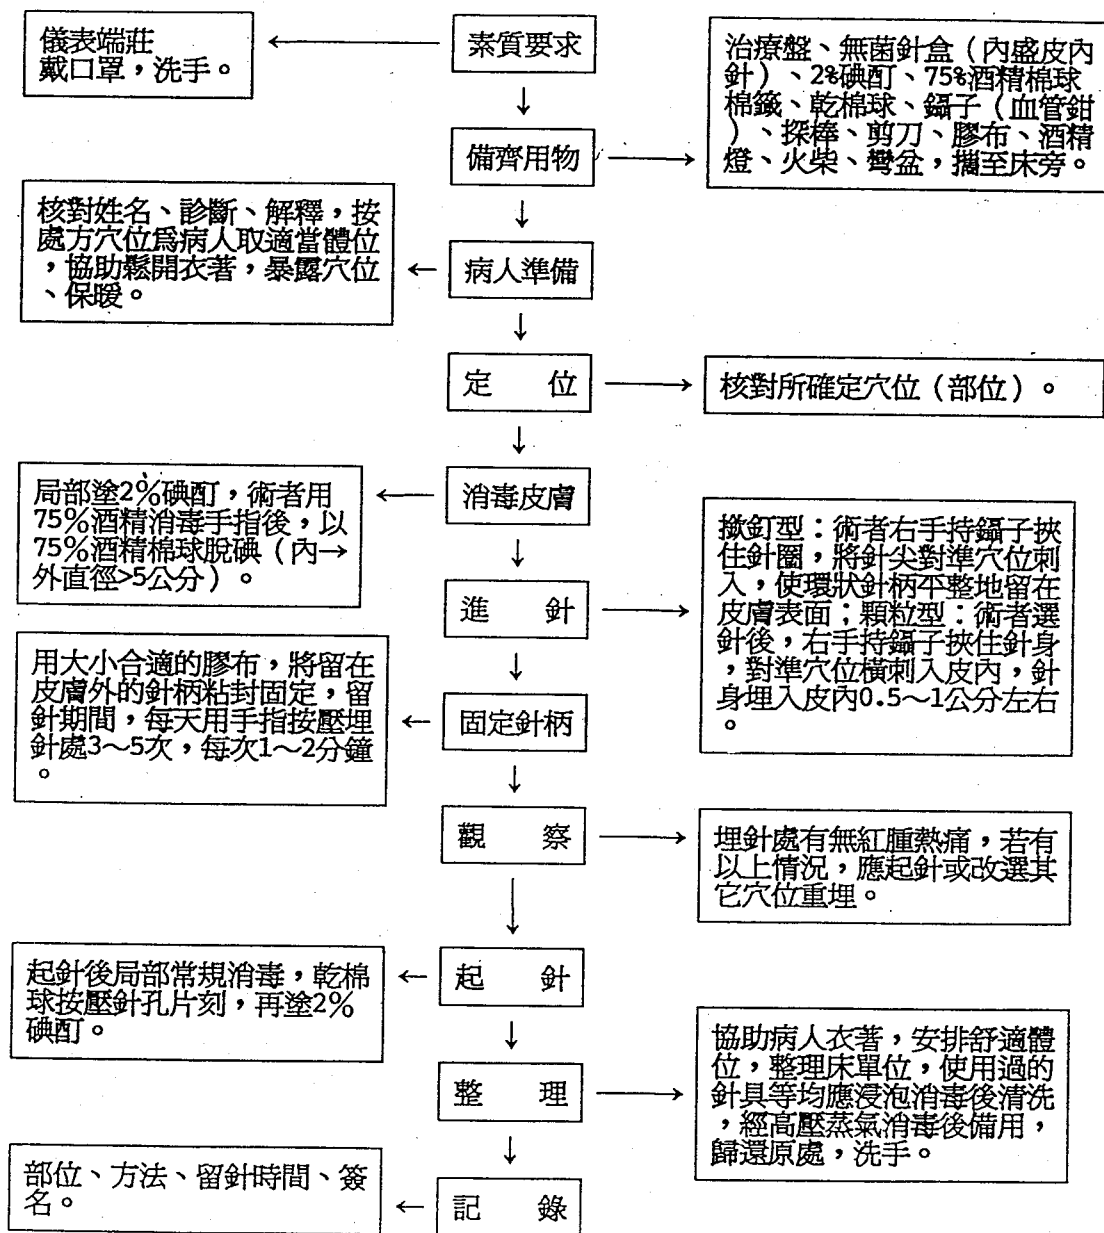 素質要求
儀表端莊
戴口罩，洗手。
備齊用物
治療盤、無菌針盒（內盛皮內
針）、2%碘酊、75%酒精棉球
棉籤、乾棉球、鑷子（血管鉗
）、探棒、剪刀、膠布、酒精
燈、火柴、彎盆，攜至床旁。
病人準備
核對姓名、診斷、解釋，按
處方穴位爲病人取適當體位
，協助鬆開衣著，暴露穴位
、保暖。
定　位
核對所確定穴位（部位）。
消毒皮膚
局部塗2%碘酊，術者用
75%酒精消毒手指後，以
75%酒精棉球脱碘（內→
外直徑>5公分）。
進　針
撳釘型：術者右手持鑷子挾
住針圈，將針尖對準穴位刺
入，使環狀針柄平整地留在
皮膚表面；顆粒型：術者選
針後，右手持鑷子挾住針身
，對準穴位橫刺入皮內，針
身埋入皮內0.5～1公分左右
。
固定針柄
用大小合適的膠布，將留在
皮膚外的針柄粘封固定，留
針期間，每天用手指按壓埋
針處3～5次，每次1～2分鐘
。
觀　察
埋針處有無紅腫熱痛，若有
以上情況，應起針或改選其
它穴位重埋。
起　針
起針後局部常規消毒，乾棉
球按壓針孔片刻，再塗2%
碘酊。
整　理
協助病人衣著，安排舒適體
位，整理床單位，使用過的
針具等均應浸泡消毒後清洗
，經高壓蒸氣消毒後備用，
歸還原處，洗手。
記　錄
部位、方法、留針時間、簽
名。